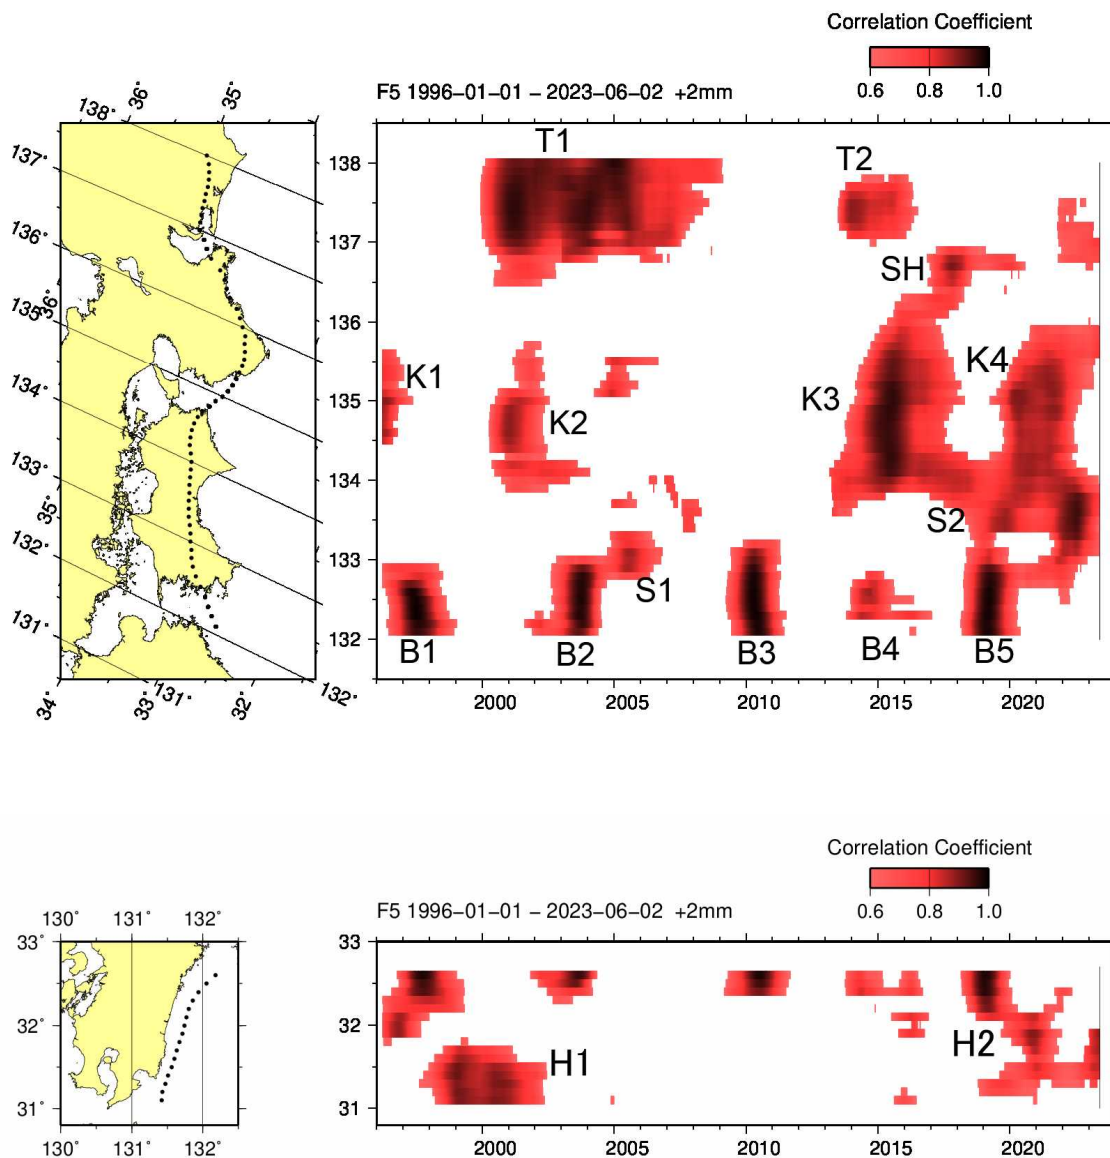 Correlation Coefficient
0.6 0.8 1.0
F5 1996-01-01 - 2023-06-02 +2mm
36° 35°
138°
137°
136°
135°
36°
134°
133°
35°
132°
131°
34° 33° 131° 32° 132°
138
137
136
135
134
133
132
T1
T2
SH
K1
K2
K3
K4
S2
S1
B1
B2
B3
B4
B5
2000 2005 2010 2015 2020
Correlation Coefficient
0.6 0.8 1.0
F5 1996-01-01 - 2023-06-02 +2mm
130° 131° 132°
33°
32°
31°
130° 131° 132°
33
32
31
H1
H2
2000 2005 2010 2015 2020